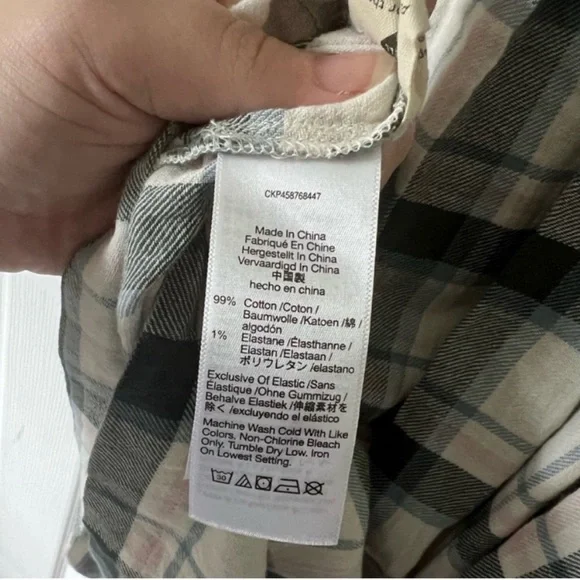 CKP458768447
Made In China
Fabriqué En Chine
Hergestellt In China
Vervaardigd In China
中国製
hecho en china
99% Cotton /Coton /
Baumwolle /Katoen /綿 /
algodón
1% Elastane /Élasthanne /
Elastan /Elastaan /
ポリウレタン /elastano
Exclusive Of Elastic /Sans
Élastique /Ohne Gummizug /
Behalve Elastiek /伸縮素材を
除く /excluyendo el elástico
Machine Wash Cold With Like
Colors, Non-Chlorine Bleach
Only. Tumble Dry Low. Iron
On Lowest Setting.
30